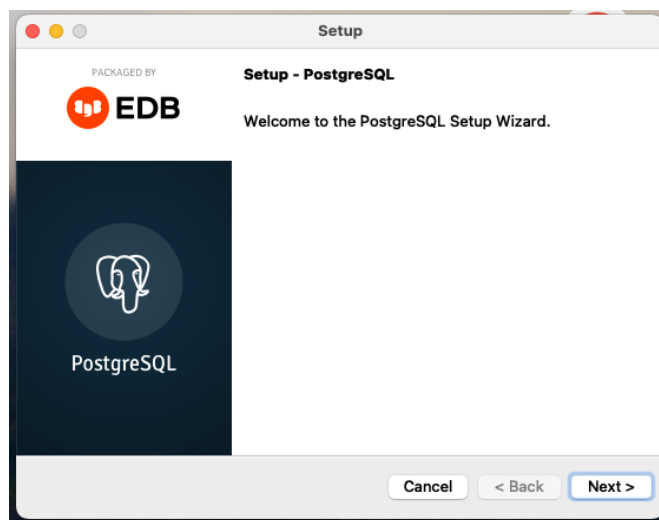 Setup
PACKAGED BY
EDB
Setup - PostgreSQL
Welcome to the PostgreSQL Setup Wizard.
PostgreSQL
Cancel
< Back
Next >